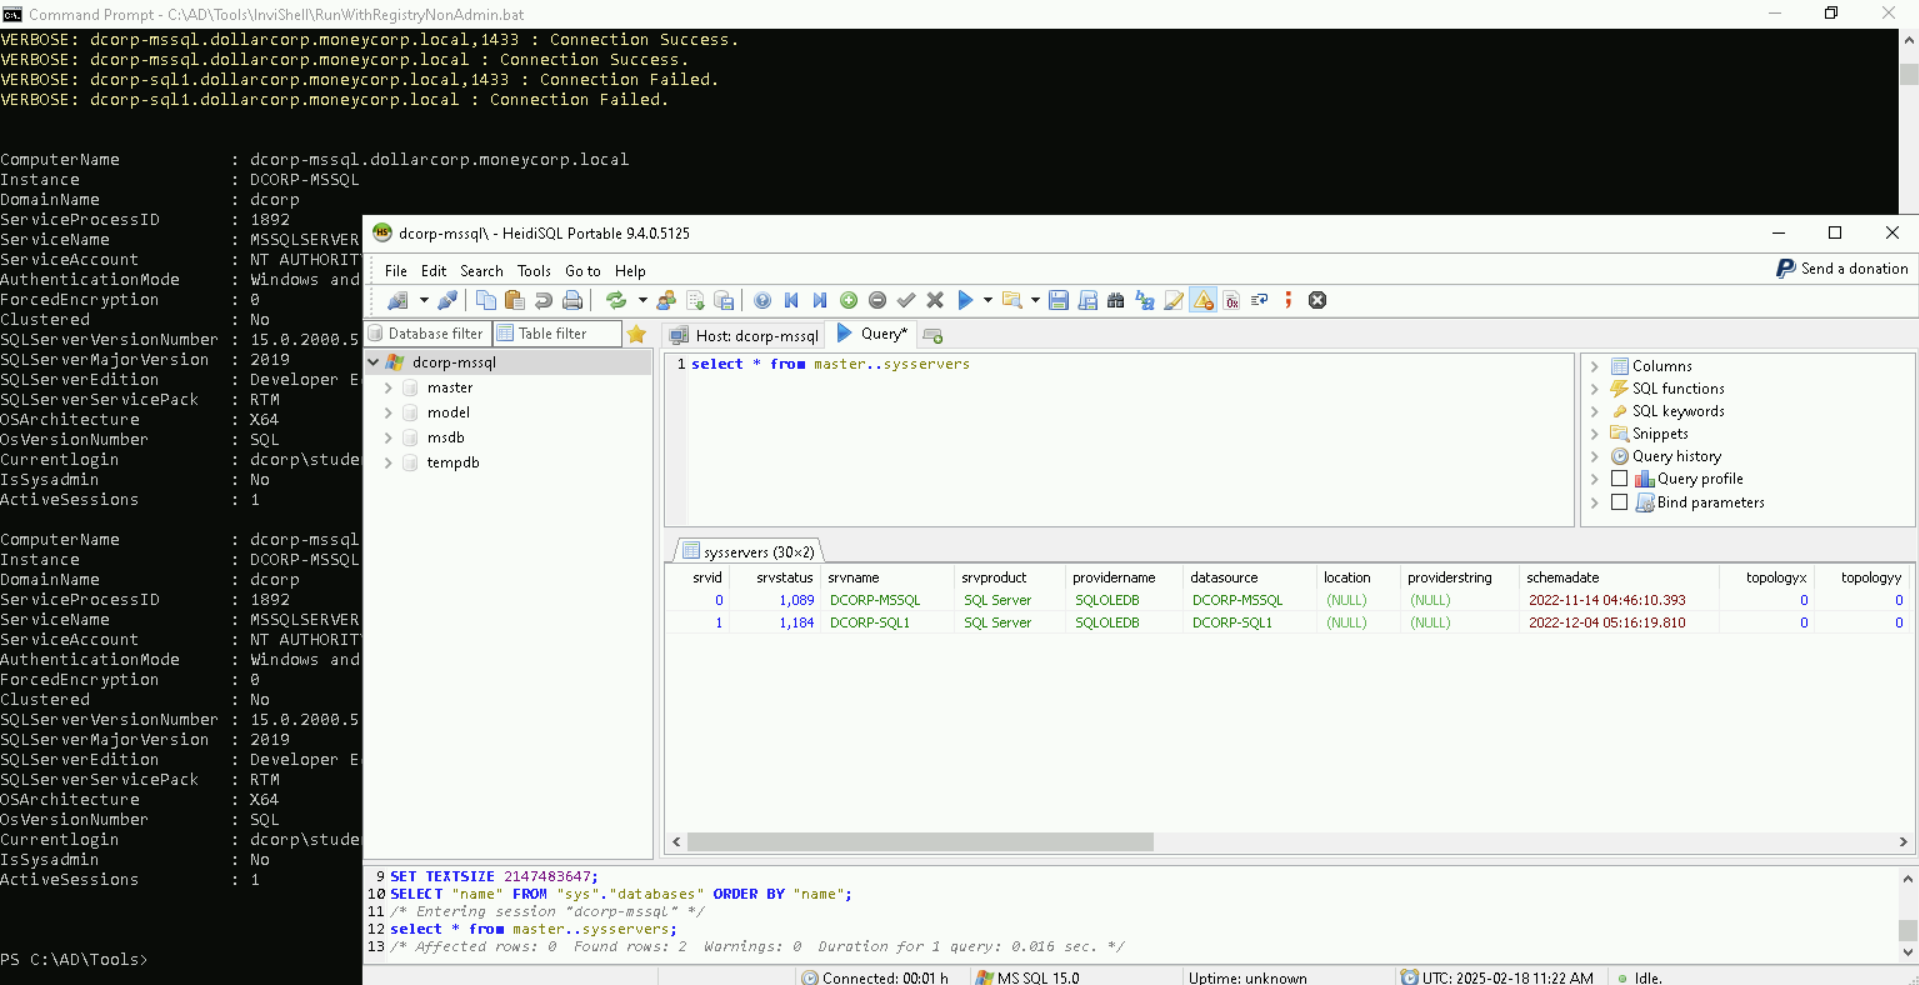 Command Prompt - C:\AD\Tools\InviShell\RunWithRegistryNonAdmin.bat
VERBOSE: dcorp-mssql.dollarcorp.moneycorp.local,1433 : Connection Success.
VERBOSE: dcorp-mssql.dollarcorp.moneycorp.local : Connection Success.
VERBOSE: dcorp-sql1.dollarcorp.moneycorp.local,1433 : Connection Failed.
VERBOSE: dcorp-sql1.dollarcorp.moneycorp.local : Connection Failed.
ComputerName : dcorp-mssql.dollarcorp.moneycorp.local
Instance : DCORP-MSSQL
DomainName : dcorp
ServiceProcessID : 1892
ServiceName : MSSQLSERVER
ServiceAccount : NT AUTHORIT
AuthenticationMode : Windows and
ForcedEncryption : 0
Clustered : No
SQLServerVersionNumber : 15.0.2000.5
SQLServerMajorVersion : 2019
SQLServerEdition : Developer E
SQLServerServicePack : RTM
OSArchitecture : X64
OsVersionNumber : SQL
Currentlogin : dcorp\stude
IsSysadmin : No
ActiveSessions : 1
ComputerName : dcorp-mssql
Instance : DCORP-MSSQL
DomainName : dcorp
ServiceProcessID : 1892
ServiceName : MSSQLSERVER
ServiceAccount : NT AUTHORIT
AuthenticationMode : Windows and
ForcedEncryption : 0
Clustered : No
SQLServerVersionNumber : 15.0.2000.5
SQLServerMajorVersion : 2019
SQLServerEdition : Developer E
SQLServerServicePack : RTM
OSArchitecture : X64
OsVersionNumber : SQL
Currentlogin : dcorp\stude
IsSysadmin : No
ActiveSessions : 1
PS C:\AD\Tools>
dcorp-mssql\ - HeidiSQL Portable 9.4.0.5125
File Edit Search Tools Go to Help
Send a donation
Database filter Table filter
Host: dcorp-mssql Query*
dcorp-mssql
master
model
msdb
tempdb
1 select * from master..sysservers
Columns
SQL functions
SQL keywords
Snippets
Query history
Query profile
Bind parameters
sysservers (30×2)
srvid srvstatus srvname srvproduct providername datasource location providerstring schemadate topologyx topologyy
0 1,089 DCORP-MSSQL SQL Server SQLOLEDB DCORP-MSSQL (NULL) (NULL) 2022-11-14 04:46:10.393 0 0
1 1,184 DCORP-SQL1 SQL Server SQLOLEDB DCORP-SQL1 (NULL) (NULL) 2022-12-04 05:16:19.810 0 0
9 SET TEXTSIZE 2147483647;
10 SELECT "name" FROM "sys"."databases" ORDER BY "name";
11 /* Entering session "dcorp-mssql" */
12 select * from master..sysservers;
13 /* Affected rows: 0 Found rows: 2 Warnings: 0 Duration for 1 query: 0.016 sec. */
Connected: 00:01 h MS SQL 15.0 Uptime: unknown UTC: 2025-02-18 11:22 AM Idle.